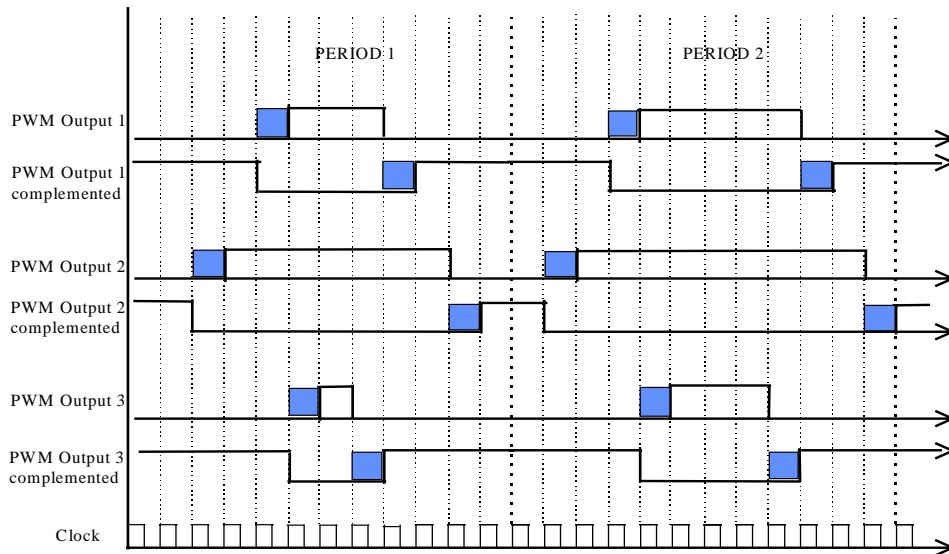 PERIOD 1
PERIOD 2
PWM Output 1
PWM Output 1
complemented
PWM Output 2
PWM Output 2
complemented
PWM Output 3
PWM Output 3
complemented
Clock